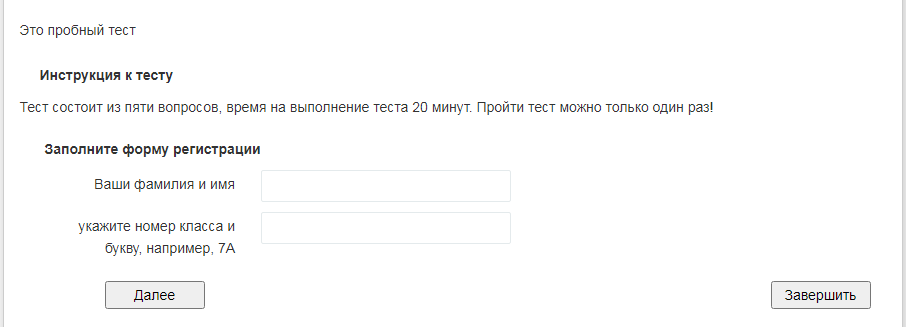 Это пробный тест
Инструкция к тесту
Тест состоит из пяти вопросов, время на выполнение теста 20 минут. Пройти тест можно только один раз!
Заполните форму регистрации
Ваши фамилия и имя
укажите номер класса и
букву, например, 7А
Далее
Завершить